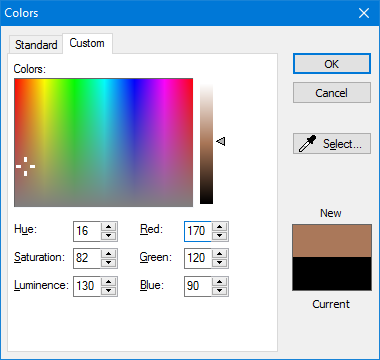 Colors
Standard Custom
Colors:
OK
Cancel
Select...
Hue: 16 Red: 170
Saturation: 82 Green: 120
Luminence: 130 Blue: 90
New
Current